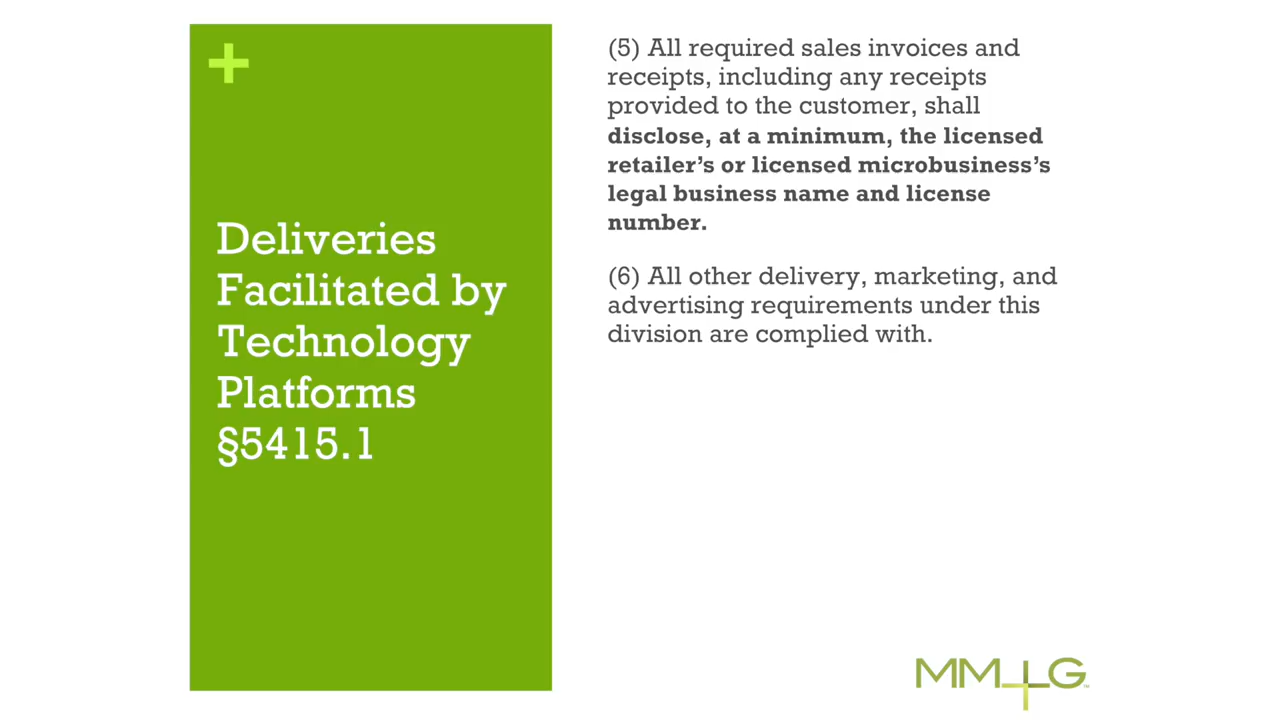 +
Deliveries
Facilitated by
Technology
Platforms
§5415.1
(5) All required sales invoices and
receipts, including any receipts
provided to the customer, shall
disclose, at a minimum, the licensed
retailer’s or licensed microbusiness’s
legal business name and license
number.
(6) All other delivery, marketing, and
advertising requirements under this
division are complied with.
MMLG™